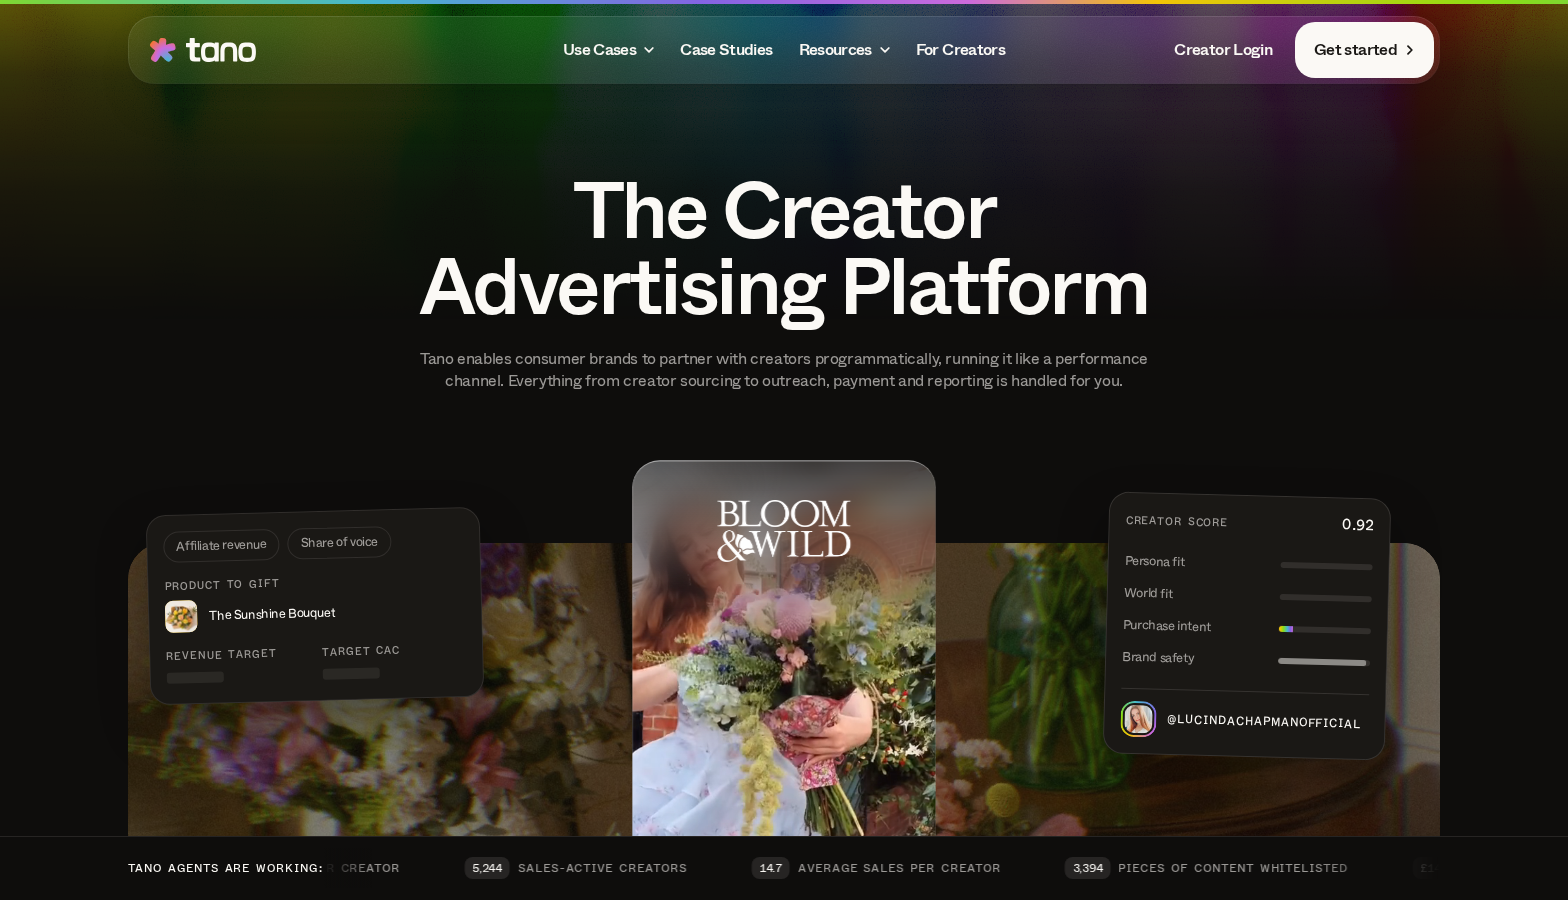 tano
Use Cases
Case Studies
Resources
For Creators
Creator Login
Get started
The Creator
Advertising Platform
Tano enables consumer brands to partner with creators programmatically, running it like a performance
channel. Everything from creator sourcing to outreach, payment and reporting is handled for you.
Affiliate revenue
Share of voice
PRODUCT TO GIFT
The Sunshine Bouquet
REVENUE TARGET
TARGET CAC
BLOOM
&WILD
CREATOR SCORE
0.92
Persona fit
World fit
Purchase intent
Brand safety
@LUCINDACHAPMANOFFICIAL
TANO AGENTS ARE WORKING:
R CREATOR
5,244 SALES-ACTIVE CREATORS
14.7 AVERAGE SALES PER CREATOR
3,394 PIECES OF CONTENT WHITELISTED